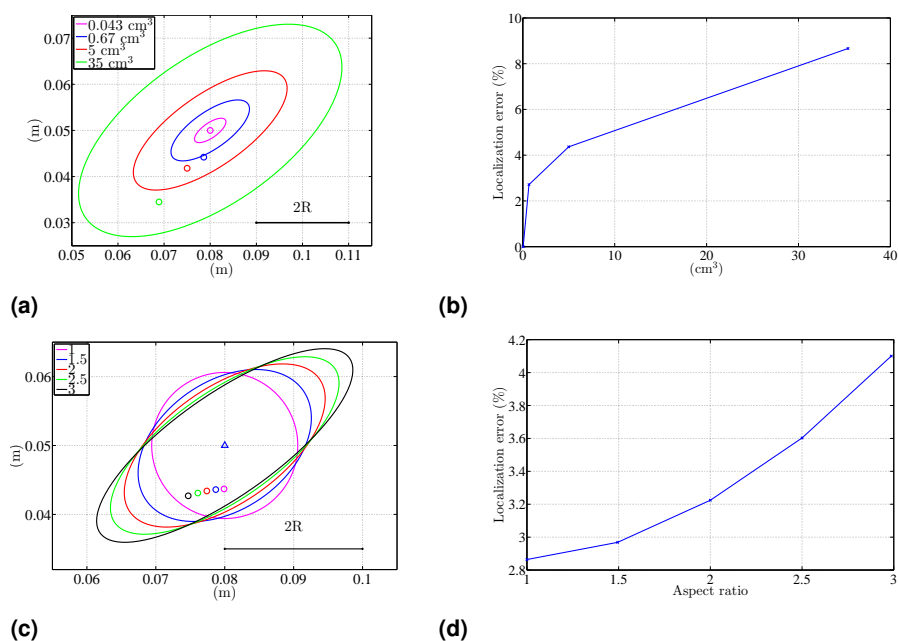 0.043 cm³
0.67 cm³
5 cm³
35 cm³
0.07
0.06
0.05
0.04
0.03
(m)
2R
0.05 0.06 0.07 0.08 0.09 0.1 0.11
(m)
(a)
10
8
6
4
2
0
Localization error (%)
0 10 20 30 40
(cm³)
(b)
1
1.5
2
2.5
3
0.06
0.05
0.04
(m)
2R
0.06 0.07 0.08 0.09 0.1
(m)
(c)
4.2
4
3.8
3.6
3.4
3.2
3
2.8
Localization error (%)
1 1.5 2 2.5 3
Aspect ratio
(d)